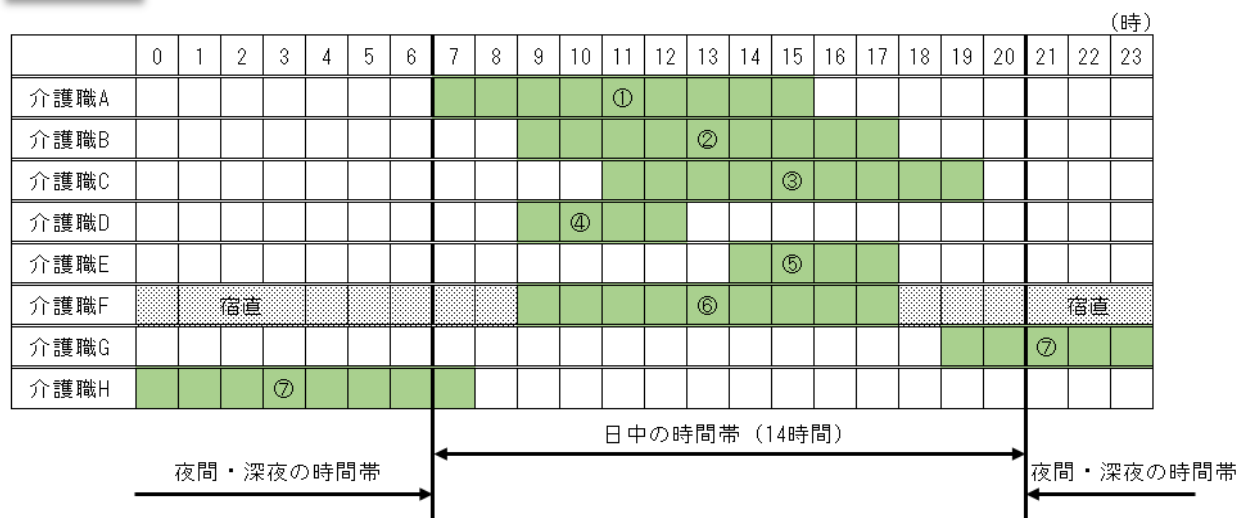 (時)
0 1 2 3 4 5 6 7 8 9 10 11 12 13 14 15 16 17 18 19 20 21 22 23
介護職A ①
介護職B ②
介護職C ③
介護職D ④
介護職E ⑤
介護職F 宿直 ⑥ 宿直
介護職G ⑦
介護職H ⑦
日中の時間帯（14時間）
夜間・深夜の時間帯 夜間・深夜の時間帯